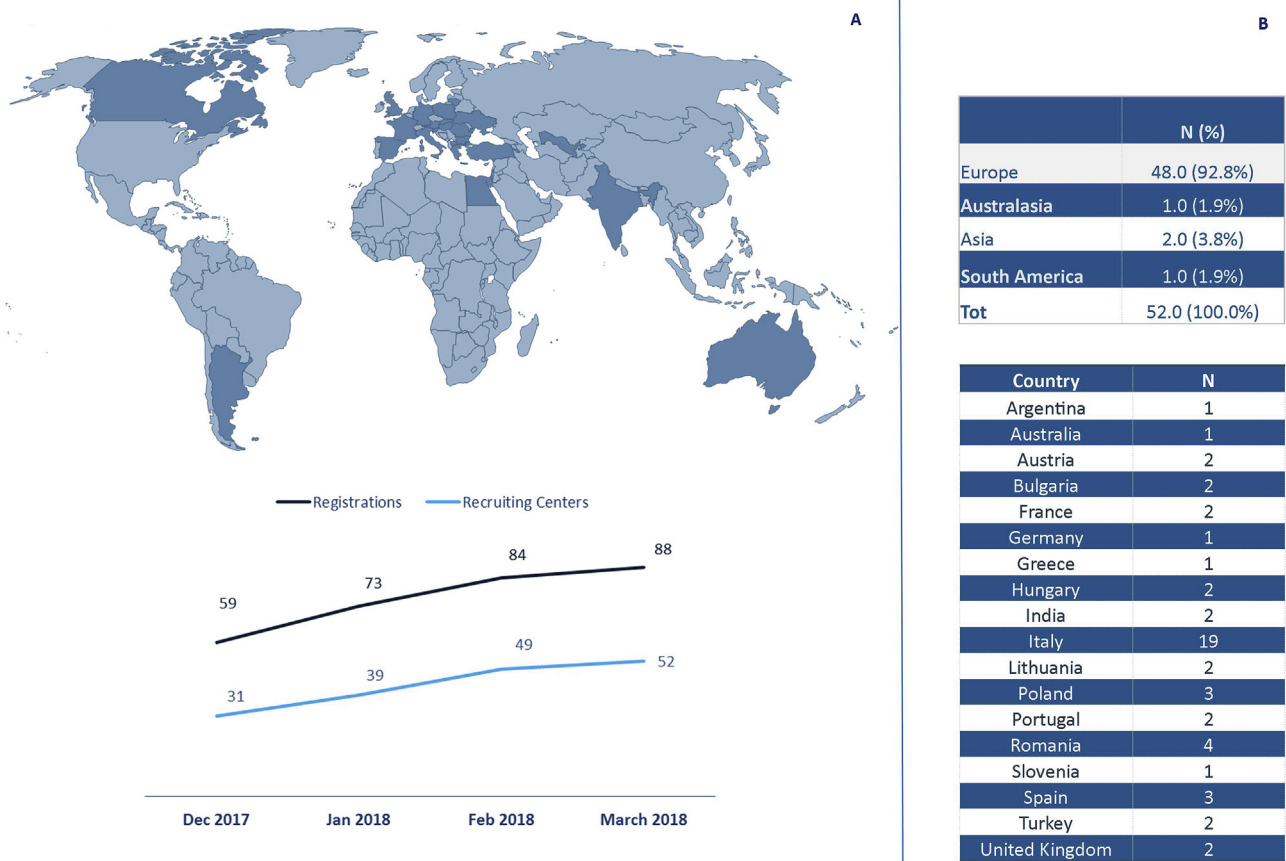 A
Registrations Recruiting Centers
59 73 84 88
31 39 49 52
Dec 2017 Jan 2018 Feb 2018 March 2018
B
N (%)
Europe 48.0 (92.8%)
Australasia 1.0 (1.9%)
Asia 2.0 (3.8%)
South America 1.0 (1.9%)
Tot 52.0 (100.0%)
Country N
Argentina 1
Australia 1
Austria 2
Bulgaria 2
France 2
Germany 1
Greece 1
Hungary 2
India 2
Italy 19
Lithuania 2
Poland 3
Portugal 2
Romania 4
Slovenia 1
Spain 3
Turkey 2
United Kingdom 2